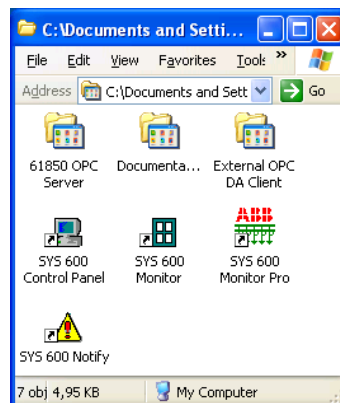 C:\Documents and Setti...
File Edit View Favorites Tools »
Address C:\Documents and Sett Go
61850 OPC Server
Documenta...
External OPC DA Client
SYS 600 Control Panel
SYS 600 Monitor
ABB
SYS 600 Monitor Pro
SYS 600 Notify
7 obj 4,95 KB My Computer